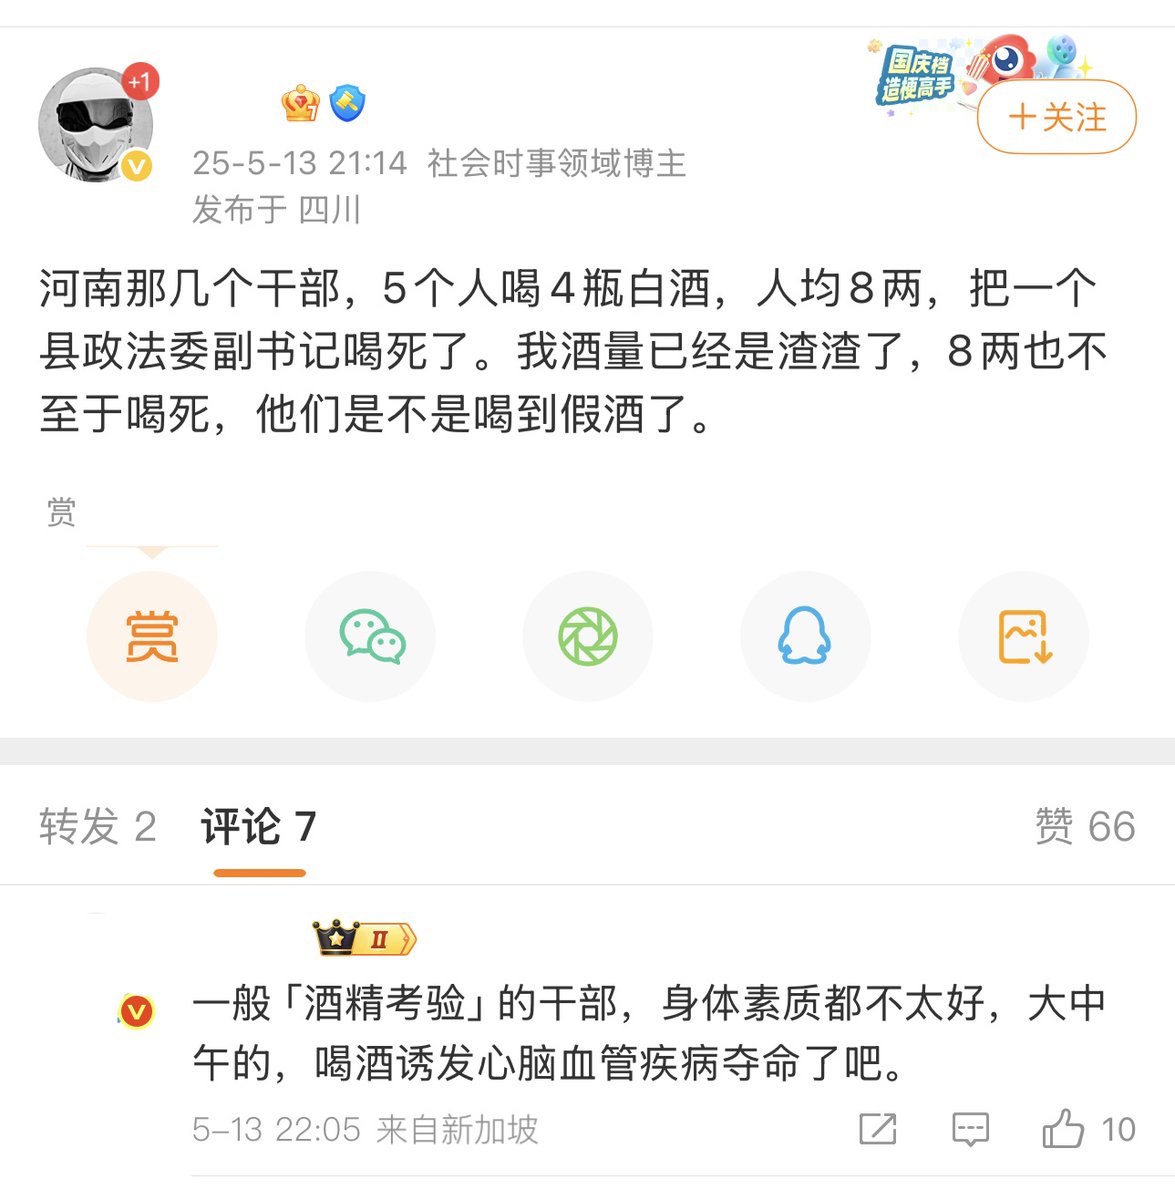 国庆档
造梗高手
+1
7
+关注
25-5-13 21:14 社会时事领域博主
发布于 四川
河南那几个干部，5个人喝4瓶白酒，人均8两，把一个
县政法委副书记喝死了。我酒量已经是渣渣了，8两也不
至于喝死，他们是不是喝到假酒了。
赏
赏
转发 2 评论 7 赞 66
II
一般「酒精考验」的干部，身体素质都不太好，大中
午的，喝酒诱发心脑血管疾病夺命了吧。
5-13 22:05 来自新加坡 10